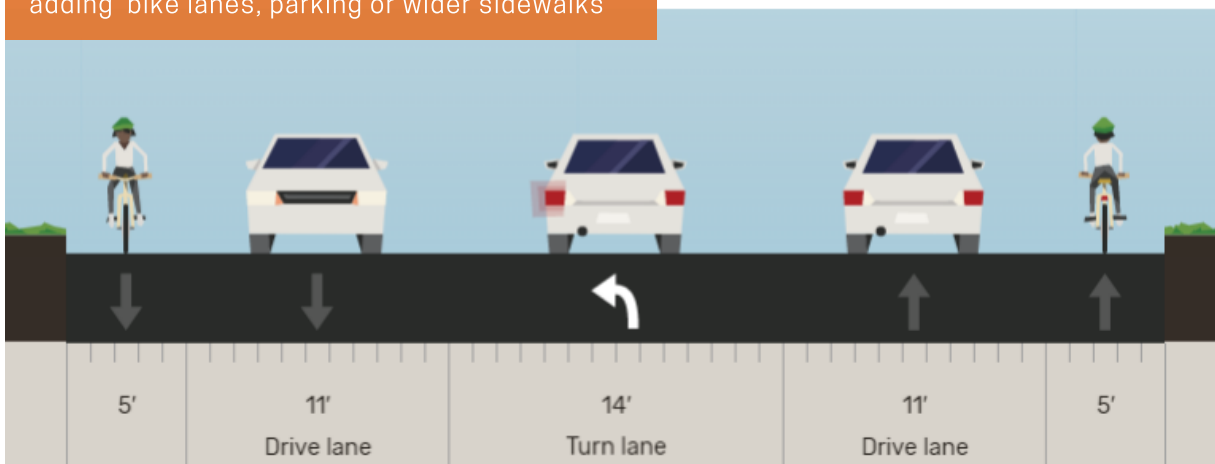 adding bike lanes, parking or wider sidewalks
5' 11' 14' 11' 5'
Drive lane Turn lane Drive lane